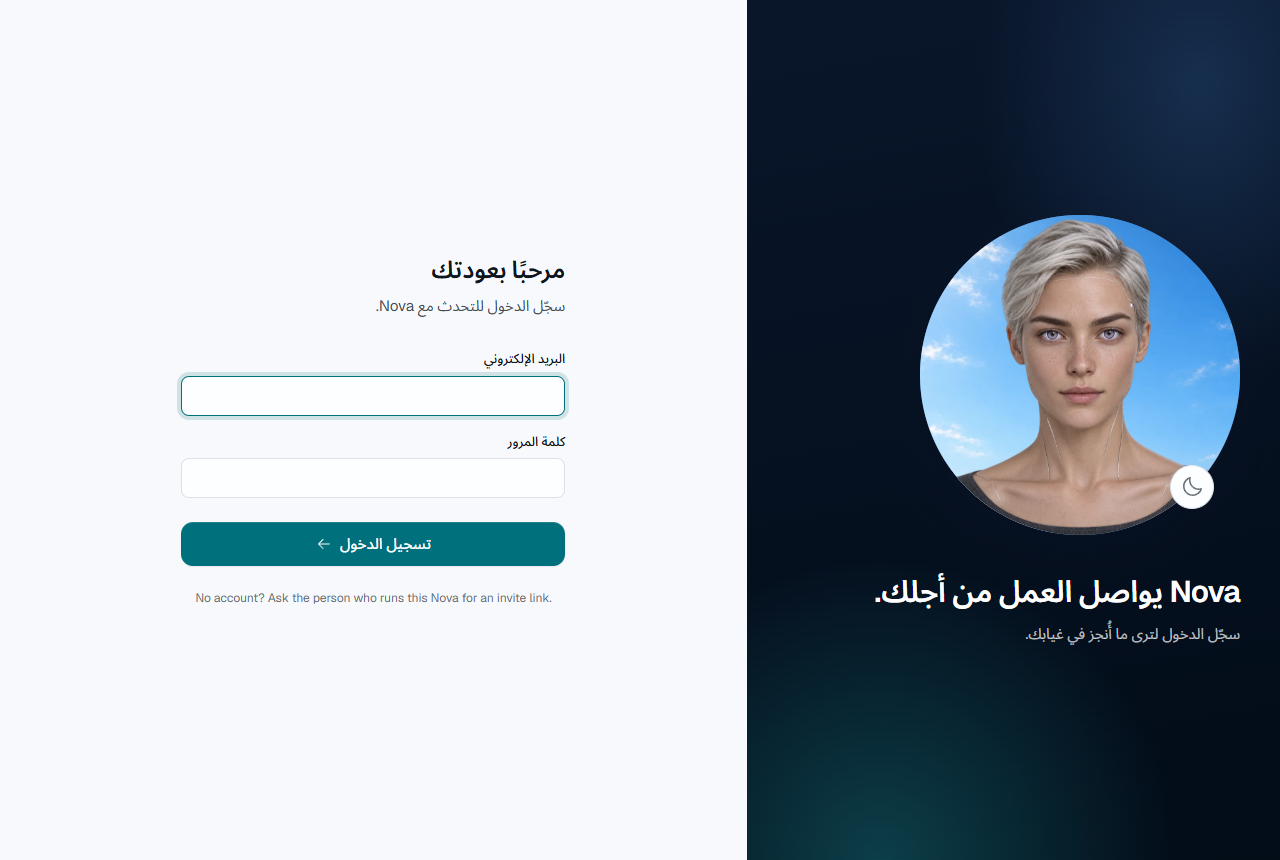 مرحبًا بعودتك
سجّل الدخول للتحدث مع Nova.
البريد الإلكتروني
كلمة المرور
تسجيل الدخول ←
No account? Ask the person who runs this Nova for an invite link.
Nova يواصل العمل من أجلك.
سجّل الدخول لترى ما أُنجز في غيابك.